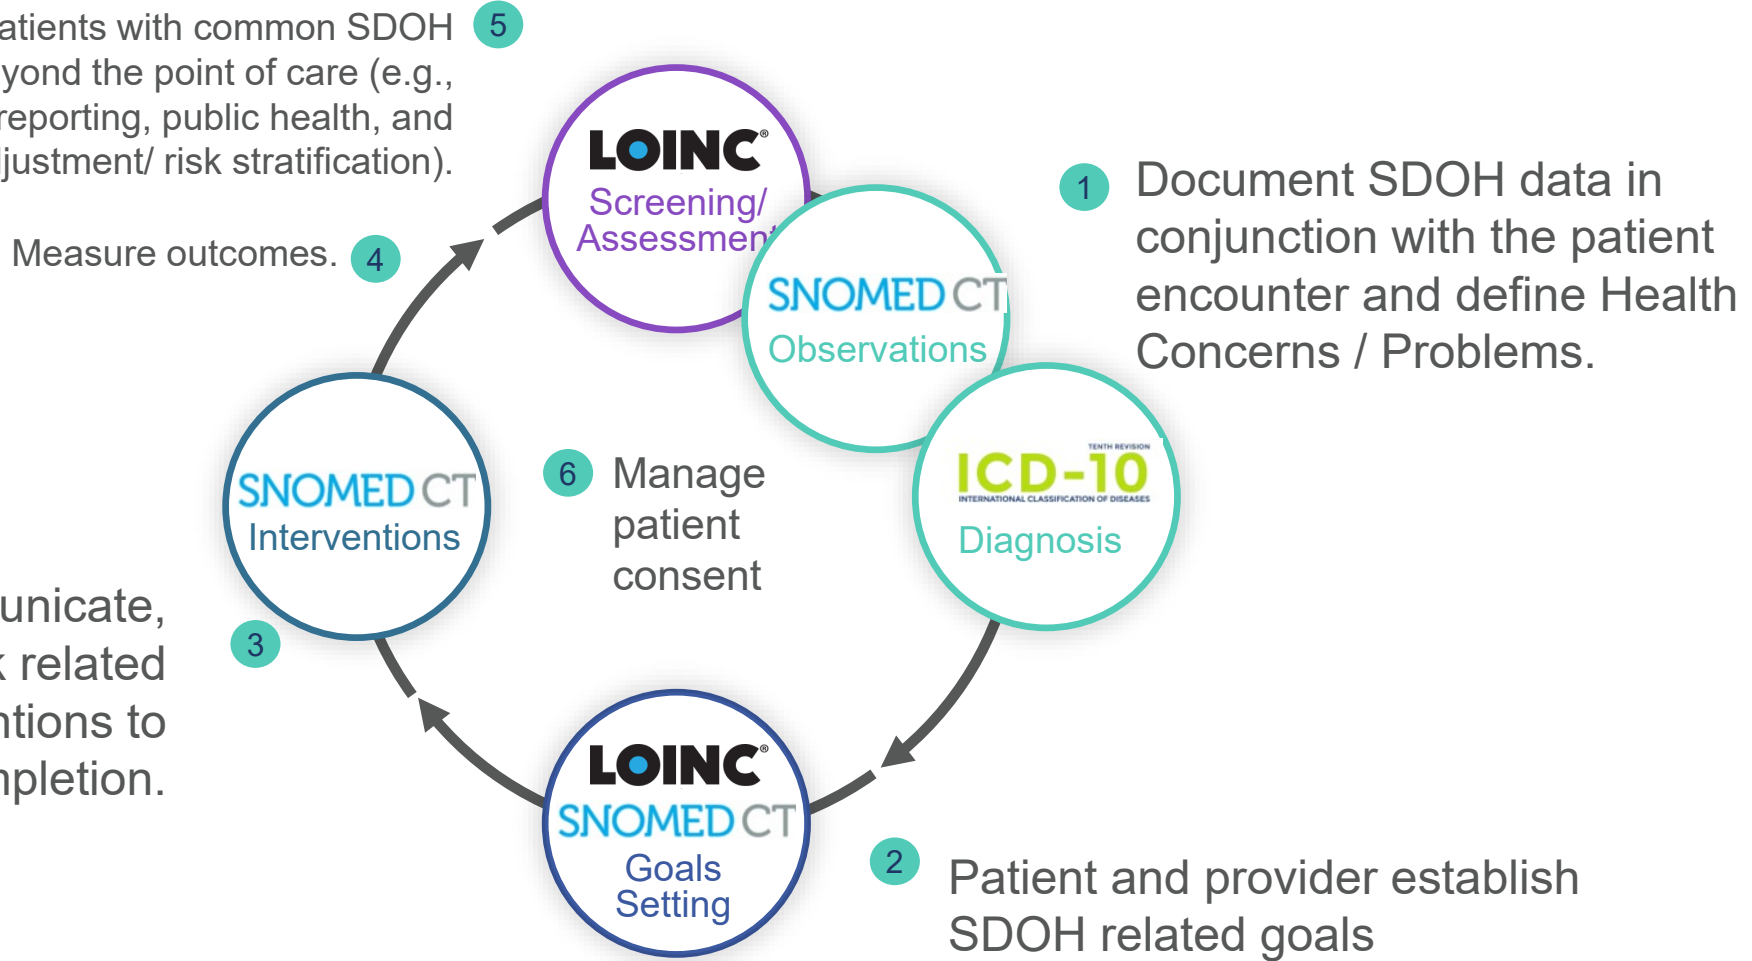 atients with common SDOH
yond the point of care (e.g.,
reporting, public health, and
djustment/ risk stratification).
5
Measure outcomes.
4
LOINC®
Screening/
Assessment
SNOMED CT
Observations
1
Document SDOH data in
conjunction with the patient
encounter and define Health
Concerns / Problems.
TENTH REVISION
ICD-10
INTERNATIONAL CLASSIFICATION OF DISEASES
Diagnosis
SNOMED CT
Interventions
6
Manage
patient
consent
unicate,
k related
ntions to
mpletion.
3
LOINC®
SNOMED CT
Goals
Setting
2
Patient and provider establish
SDOH related goals